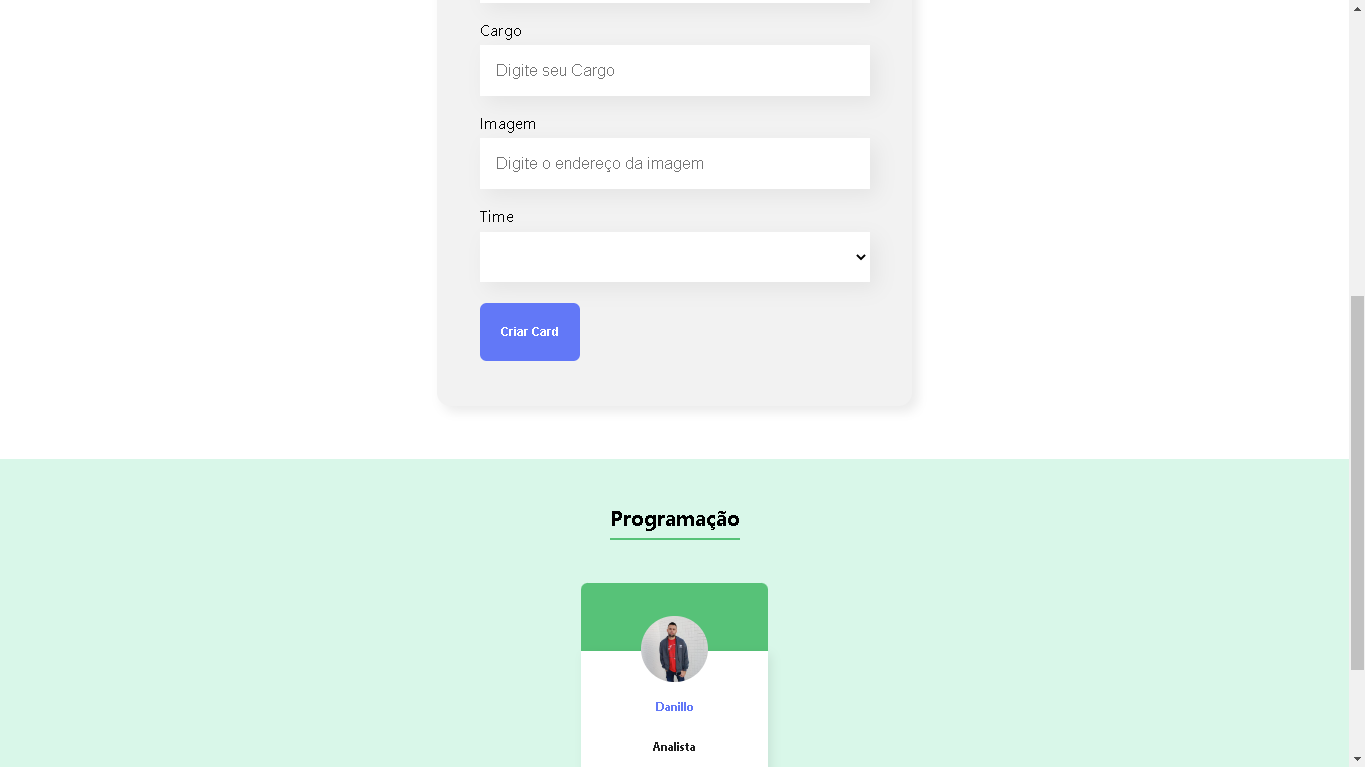 Cargo
Digite seu Cargo
Imagem
Digite o endereço da imagem
Time
Criar Card
Programação
Danillo
Analista